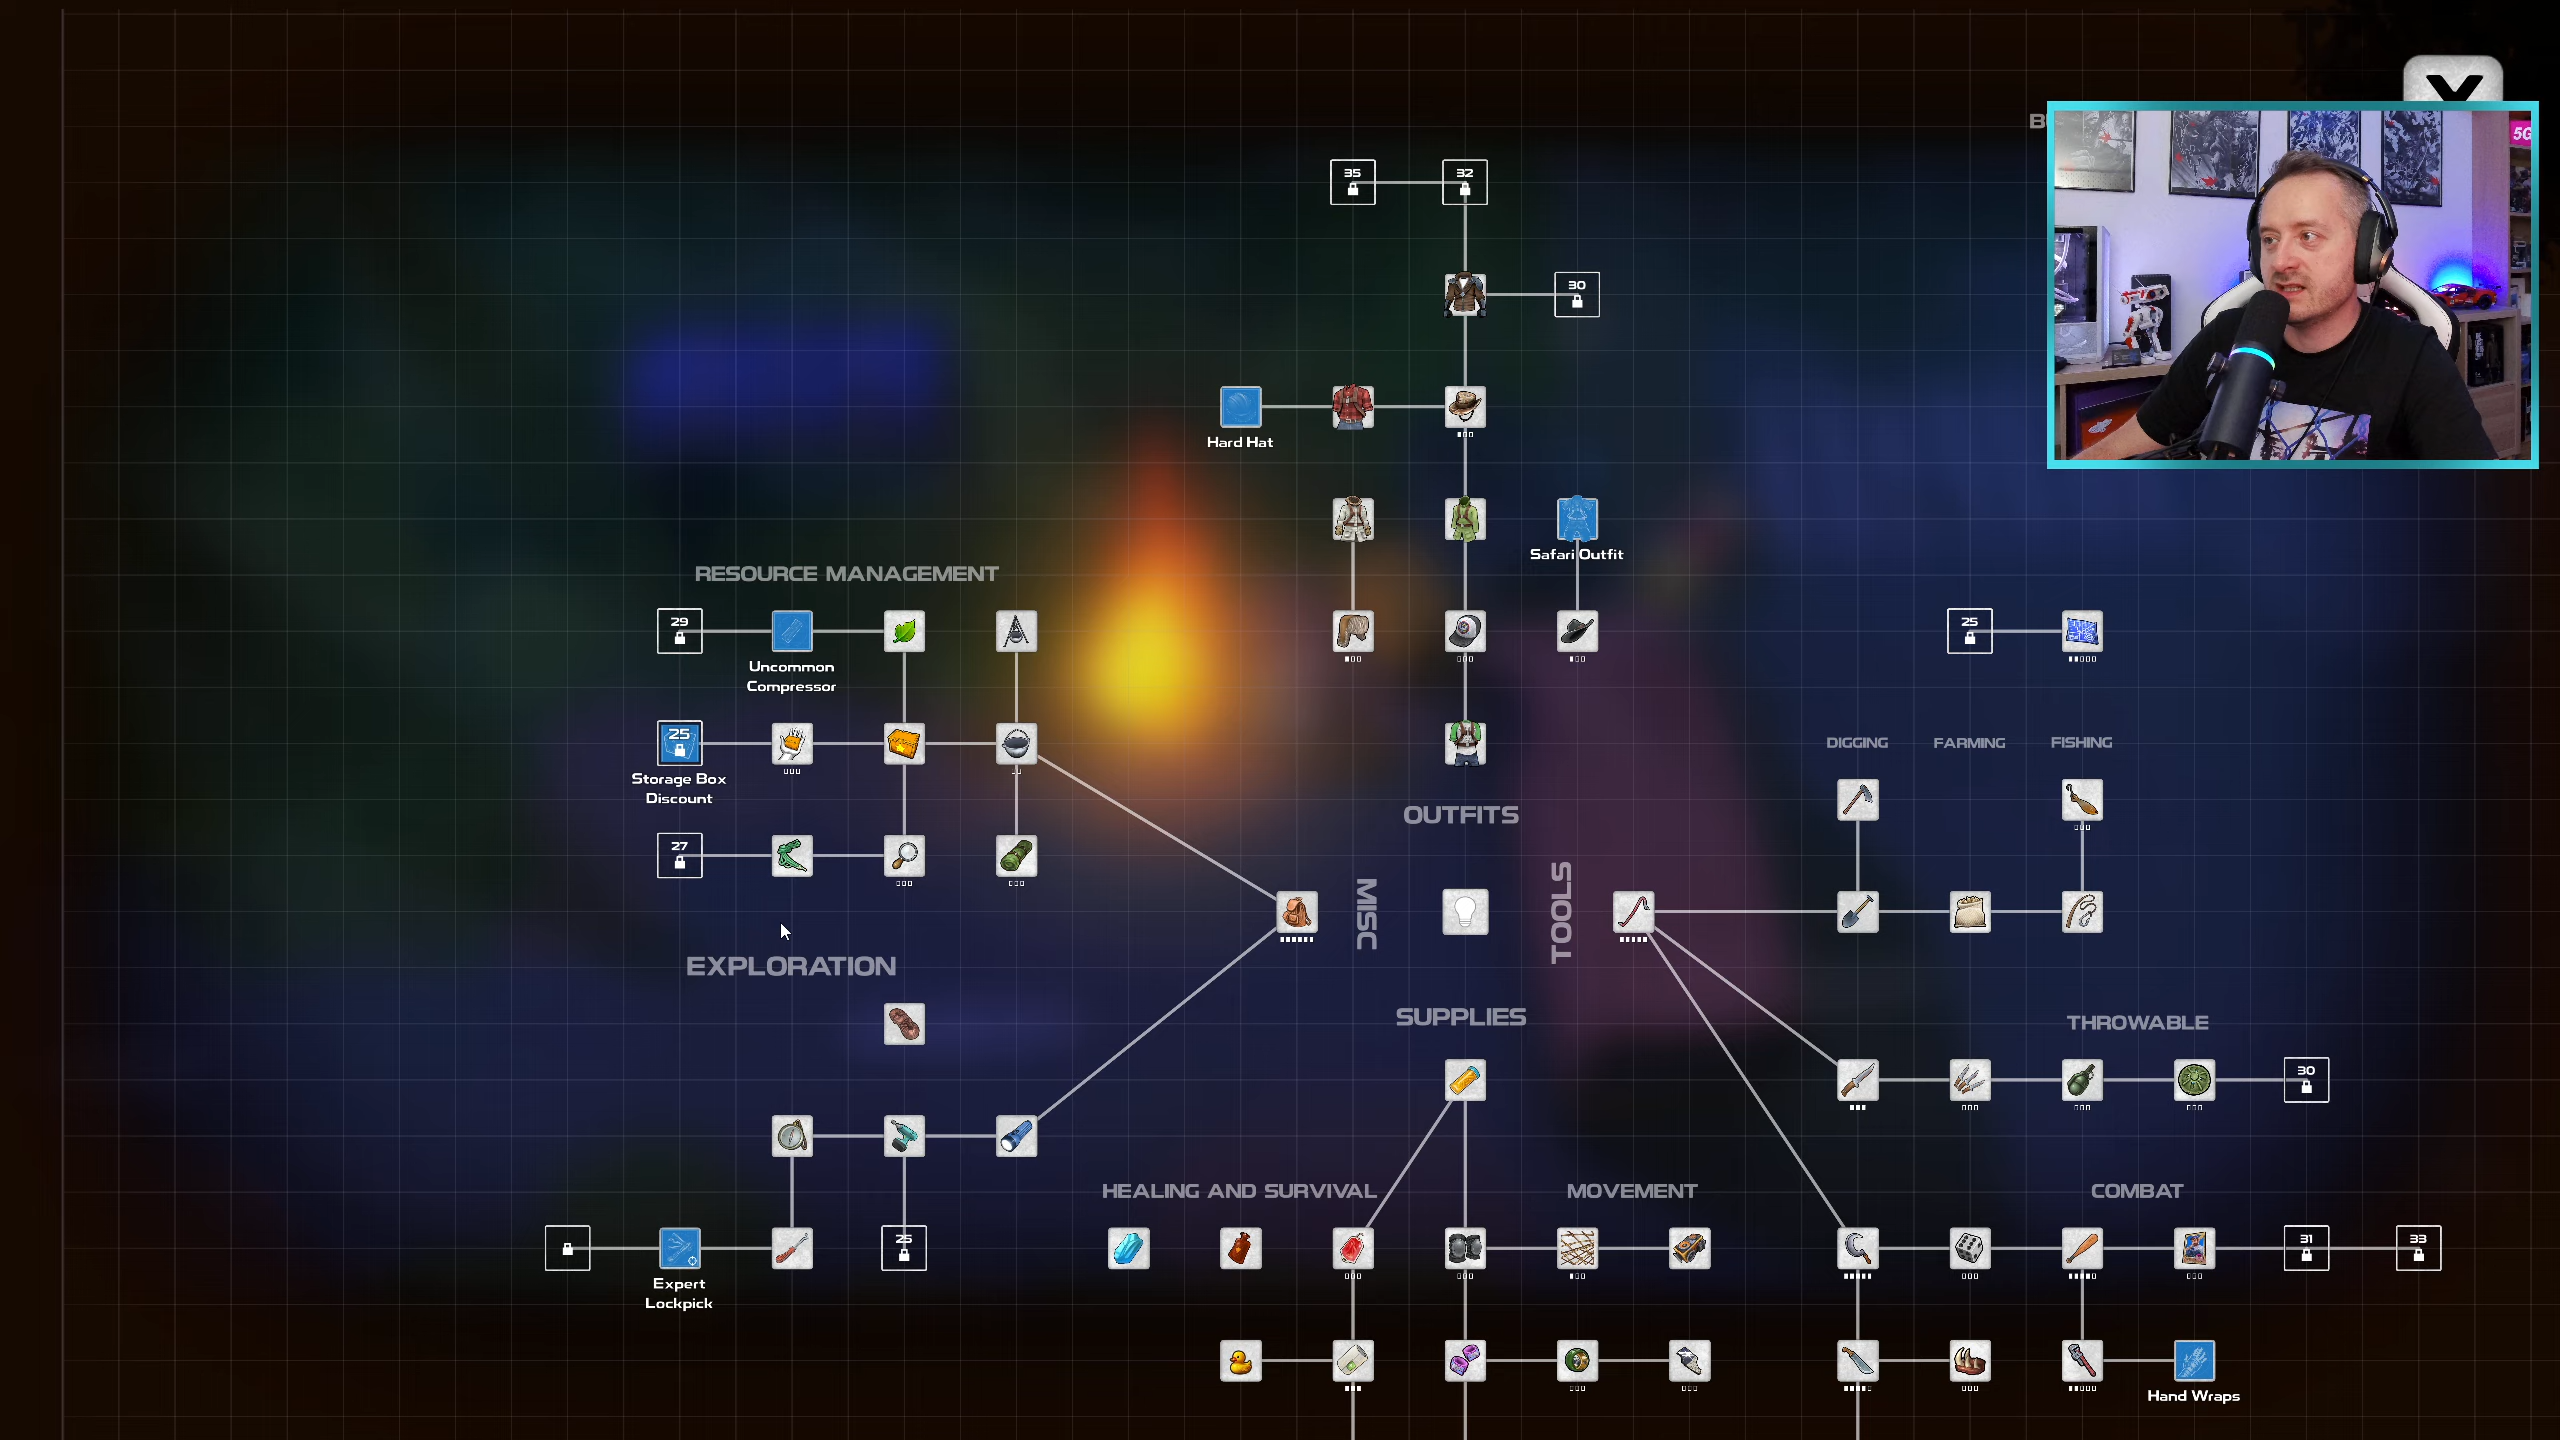 5G
35
32
30
Hard Hat
Safari Outfit
RESOURCE MANAGEMENT
29
25
Uncommon
Compressor
25
DIGGING
FARMING
FISHING
Storage Box
Discount
OUTFITS
27
MISC
TOOLS
EXPLORATION
SUPPLIES
THROWABLE
30
HEALING AND SURVIVAL
MOVEMENT
COMBAT
25
31
33
Expert
Lockpick
Hand Wraps